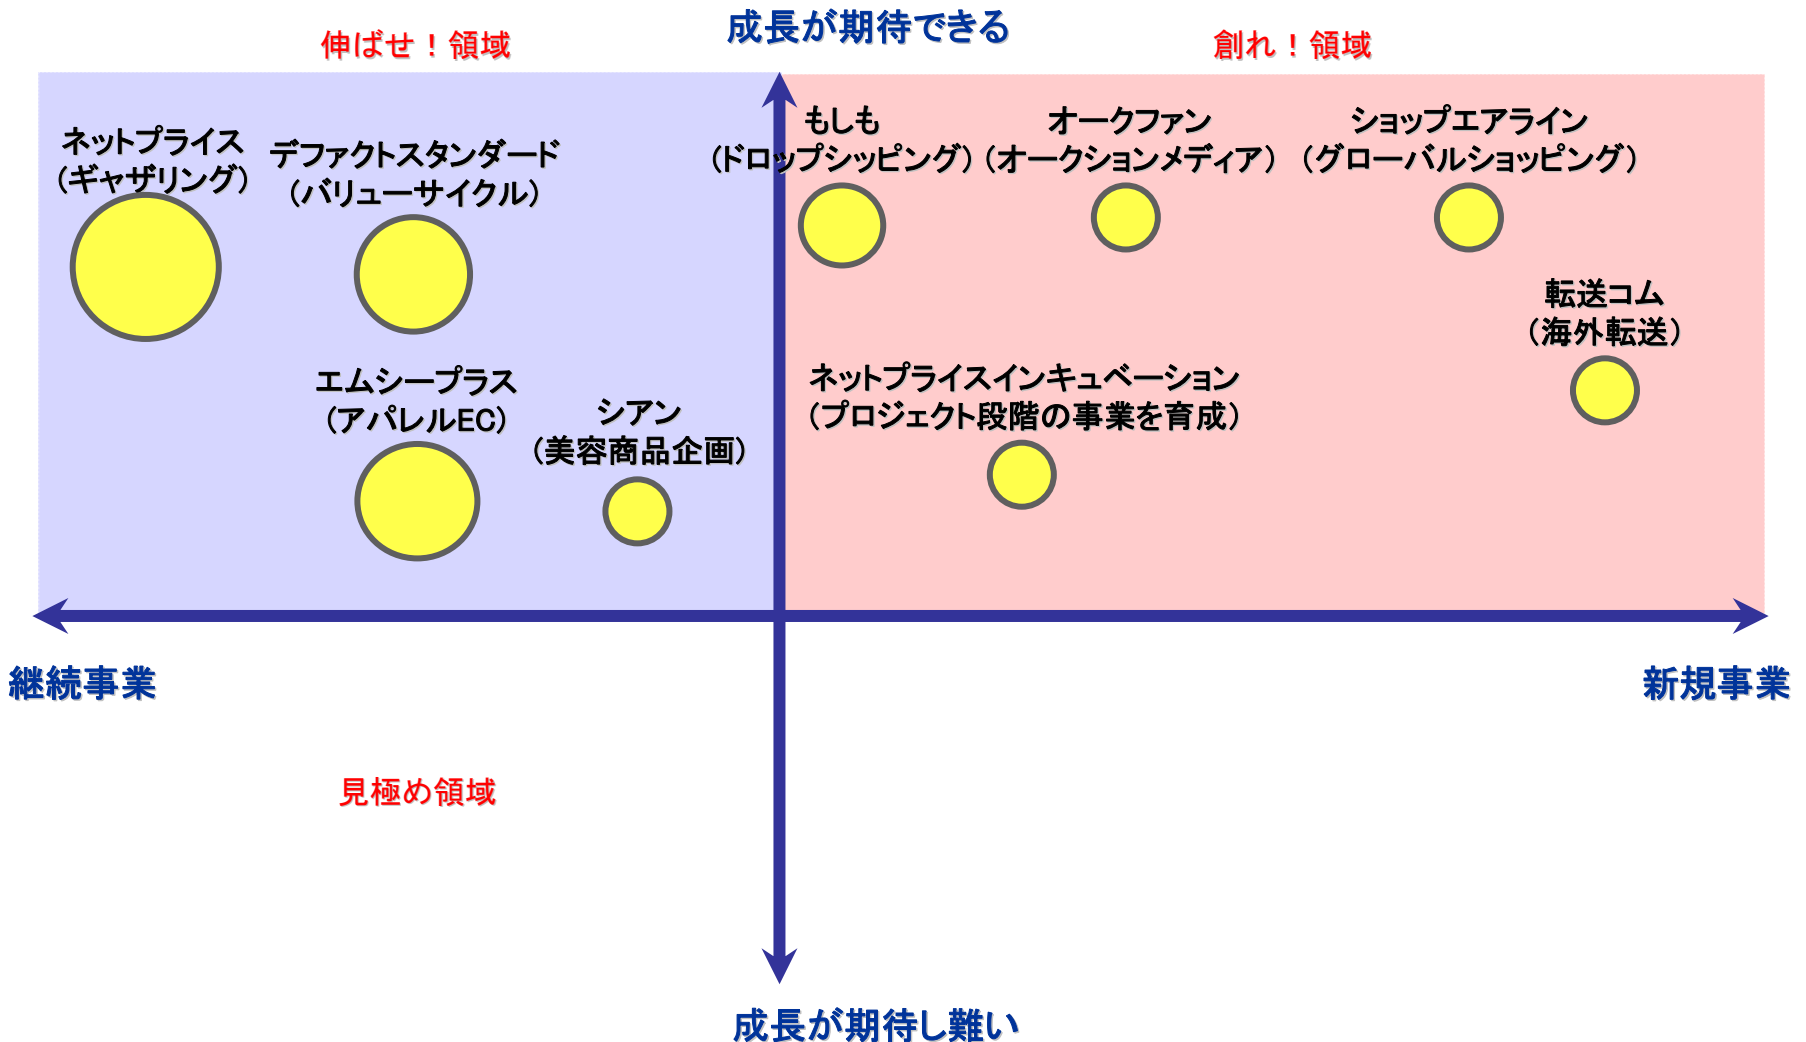 成長が期待できる
伸ばせ！領域
創れ！領域
ネットプライス
（ギャザリング）
デファクトスタンダード
（バリューサイクル）
もしも
（ドロップシッピング）
オークファン
（オークションメディア）
ショップエアライン
（グローバルショッピング）
転送コム
（海外転送）
エムシープラス
（アパレルEC）
シアン
（美容商品企画）
ネットプライスインキュベーション
（プロジェクト段階の事業を育成）
継続事業
新規事業
見極め領域
成長が期待し難い